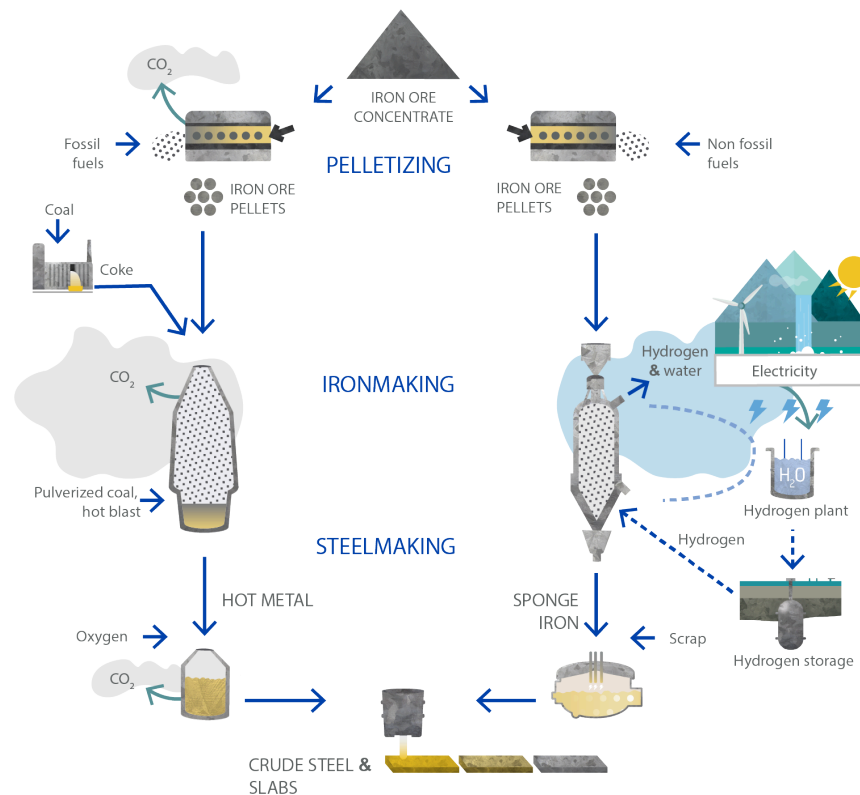 CO2
IRON ORE
CONCENTRATE
Fossil
fuels
PELLETIZING
Non fossil
fuels
IRON ORE
PELLETS
IRON ORE
PELLETS
Coal
Coke
CO2
IRONMAKING
Hydrogen
& water
Electricity
Pulverized coal,
hot blast
H2O
Hydrogen plant
STEELMAKING
Hydrogen
HOT METAL
SPONGE
IRON
Oxygen
Scrap
Hydrogen storage
CO2
CRUDE STEEL &
SLABS